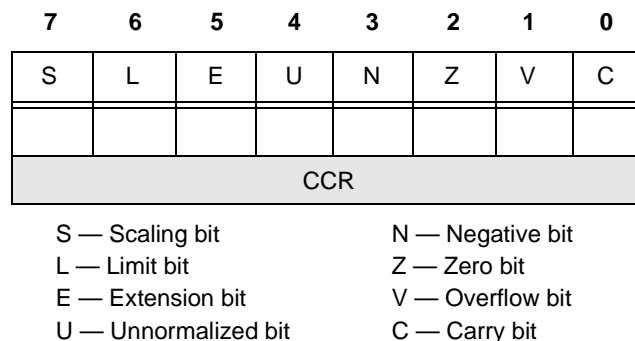 7 6 5 4 3 2 1 0
S L E U N Z V C
CCR
S — Scaling bit N — Negative bit
L — Limit bit Z — Zero bit
E — Extension bit V — Overflow bit
U — Unnormalized bit C — Carry bit